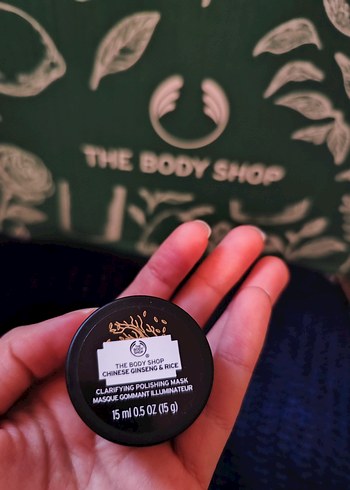 THE BODY SHOP
THE BODY SHOP
CHINESE GINSENG & RICE
CLARIFYING POLISHING MASK
MASQUE GOMMANT ILLUMINATEUR
15 ml 0.5 OZ (15 g)